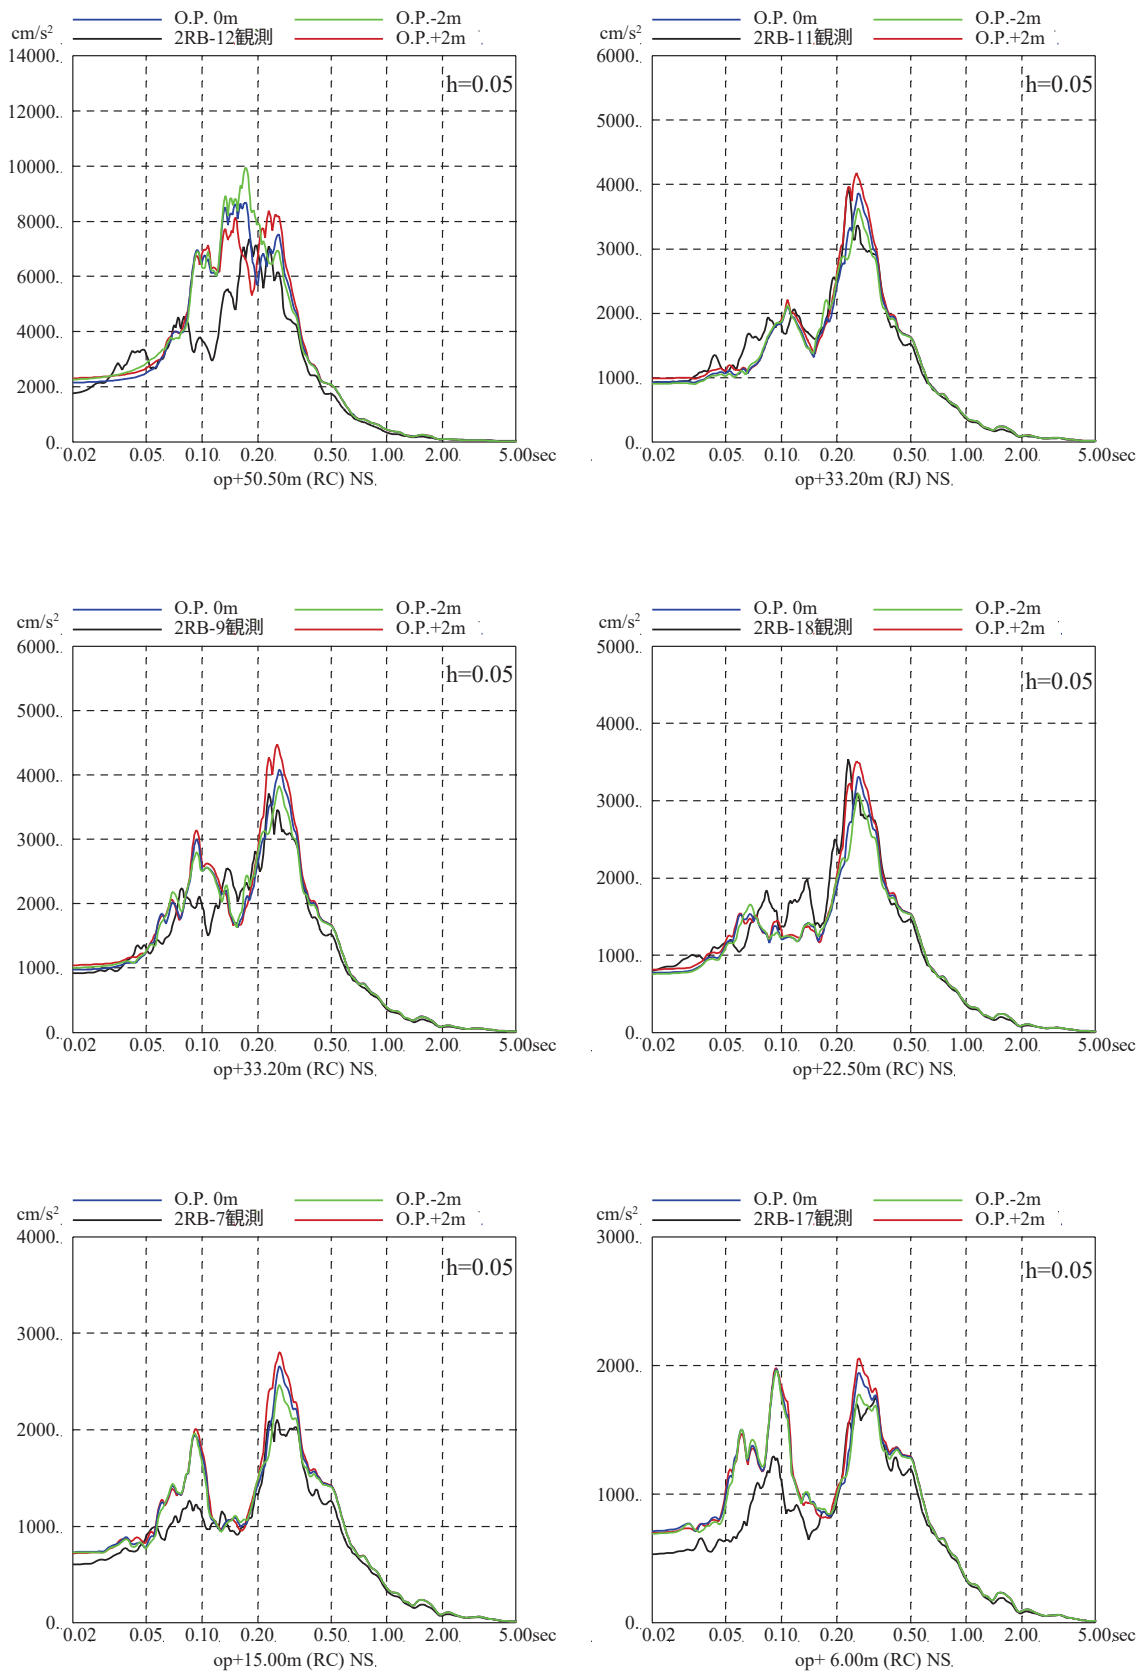 O.P. 0m
O.P.-2m
cm/s²
2RB-12観測
O.P.+2m
14000.
h=0.05
12000.
10000.
8000.
6000.
4000.
2000.
0.
0.02 0.05 0.10 0.20 0.50 1.00 2.00 5.00sec
op+50.50m (RC) NS
O.P. 0m
O.P.-2m
cm/s²
2RB-11観測
O.P.+2m
6000.
h=0.05
5000.
4000.
3000.
2000.
1000.
0.
0.02 0.05 0.10 0.20 0.50 1.00 2.00 5.00sec
op+33.20m (RJ) NS
O.P. 0m
O.P.-2m
cm/s²
2RB-9観測
O.P.+2m
6000.
h=0.05
5000.
4000.
3000.
2000.
1000.
0.
0.02 0.05 0.10 0.20 0.50 1.00 2.00 5.00sec
op+33.20m (RC) NS
O.P. 0m
O.P.-2m
cm/s²
2RB-18観測
O.P.+2m
5000.
h=0.05
4000.
3000.
2000.
1000.
0.
0.02 0.05 0.10 0.20 0.50 1.00 2.00 5.00sec
op+22.50m (RC) NS
O.P. 0m
O.P.-2m
cm/s²
2RB-7観測
O.P.+2m
4000.
h=0.05
3000.
2000.
1000.
0.
0.02 0.05 0.10 0.20 0.50 1.00 2.00 5.00sec
op+15.00m (RC) NS
O.P. 0m
O.P.-2m
cm/s²
2RB-17観測
O.P.+2m
3000.
h=0.05
2000.
1000.
0.
0.02 0.05 0.10 0.20 0.50 1.00 2.00 5.00sec
op+ 6.00m (RC) NS